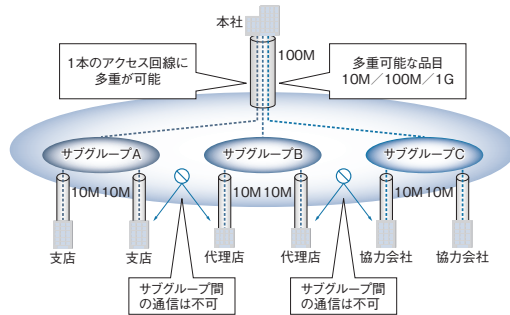 本社
1本のアクセス回線に
多重が可能
100M
多重可能な品目
10M／100M／1G
サブグループA
サブグループB
サブグループC
10M 10M
10M 10M
10M 10M
支店
支店
代理店
代理店
協力会社
協力会社
サブグループ間
の通信は不可
サブグループ間
の通信は不可